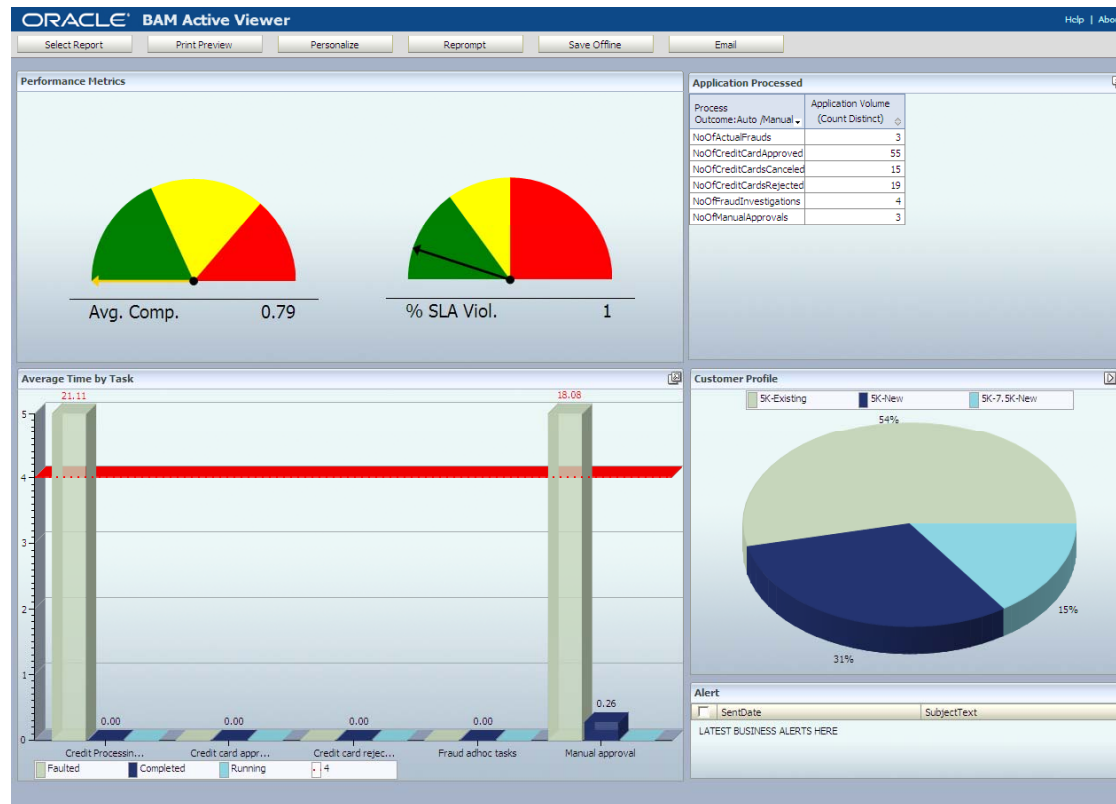 ORACLE BAM Active Viewer
Help | Abou
Select Report Print Preview Personalize Reprompt Save Offline Email
Performance Metrics
Avg. Comp. 0.79
% SLA Viol. 1
Application Processed
Process Outcome:Auto /Manual
Application Volume (Count Distinct)
NoOfActualFrauds 3
NoOfCreditCardApproved 55
NoOfCreditCardsCanceled 15
NoOfCreditCardsRejected 19
NoOfFraudInvestigations 4
NoOfManualApprovals 3
Average Time by Task
21.11 18.08
5
4
3
2
1
0
0.00 0.00 0.00 0.00 0.26
Credit Processin... Credit card appr... Credit card rejec... Fraud adhoc tasks Manual approval
Faulted Completed Running 4
Customer Profile
5K-Existing 5K-New 5K-7.5K-New
54%
15%
31%
Alert
SentDate SubjectText
LATEST BUSINESS ALERTS HERE